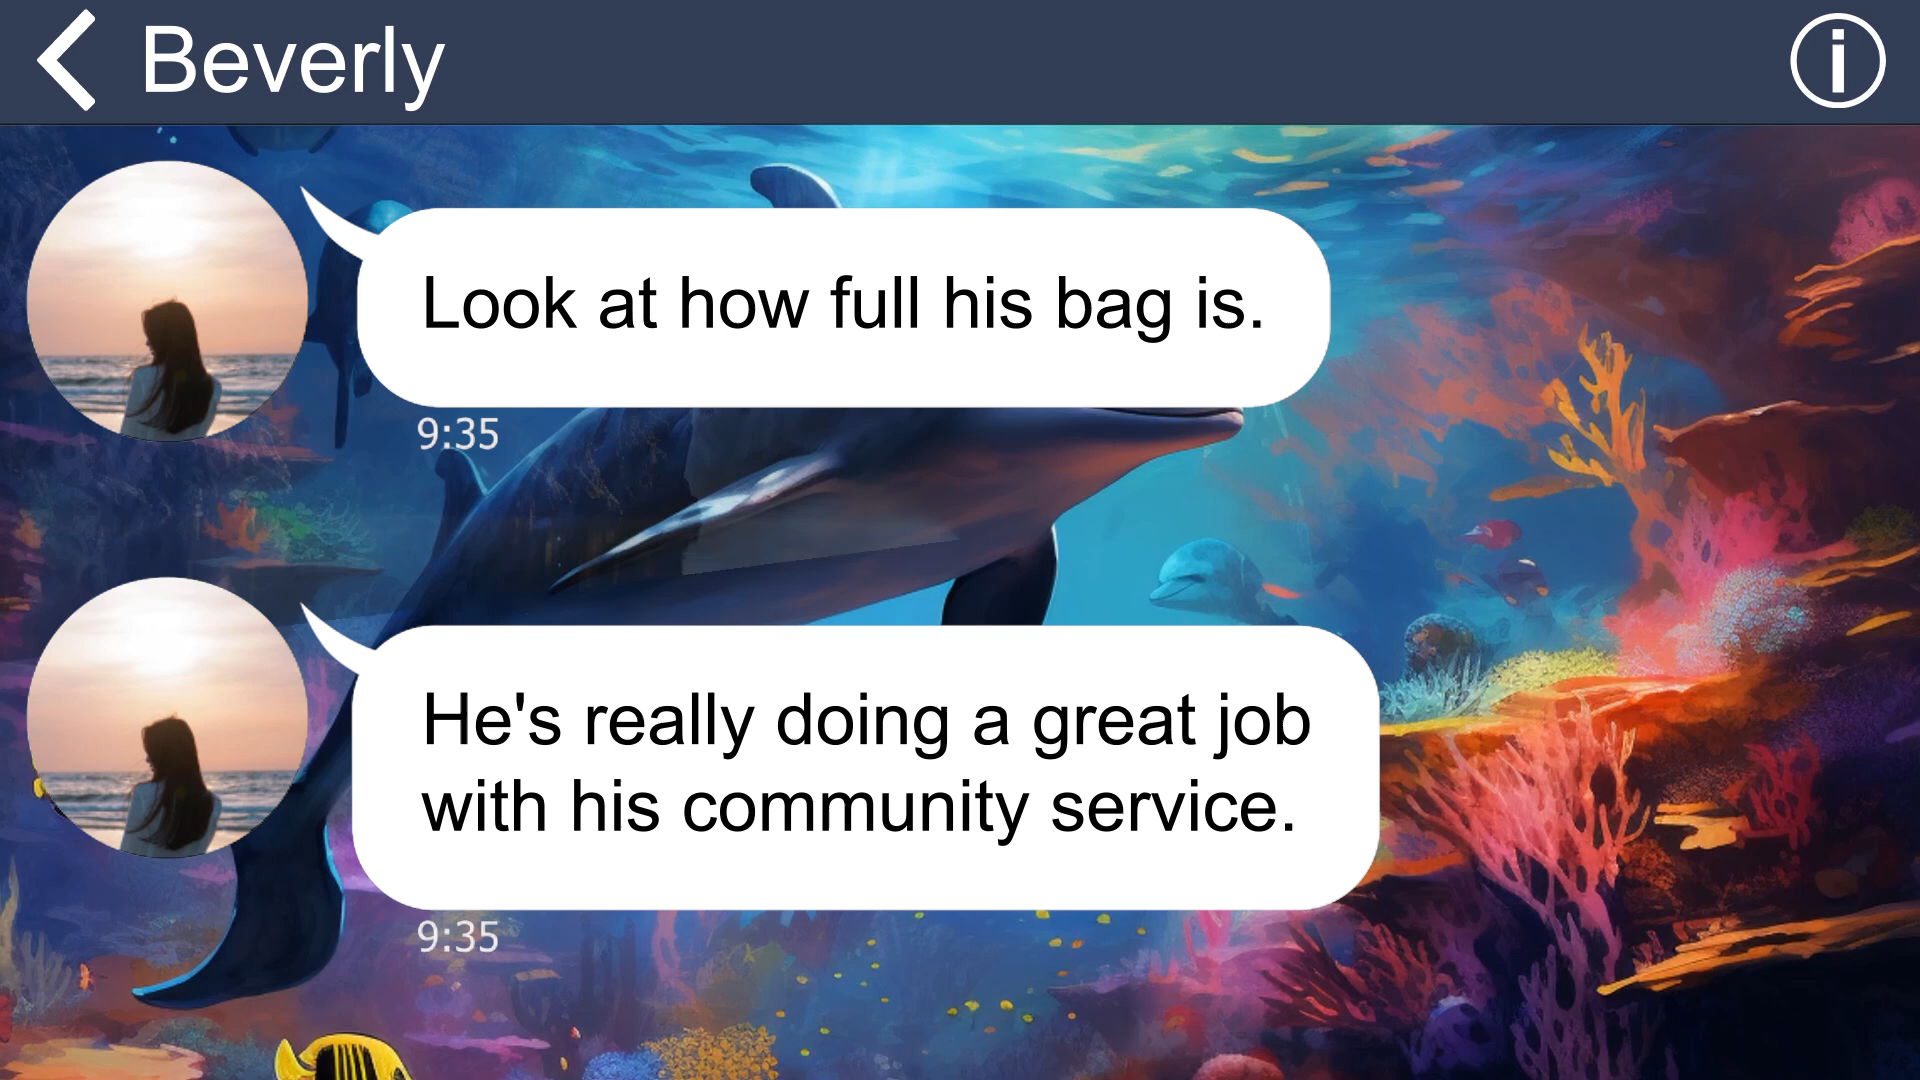 Beverly
Look at how full his bag is.
9:35
He's really doing a great job
with his community service.
9:35